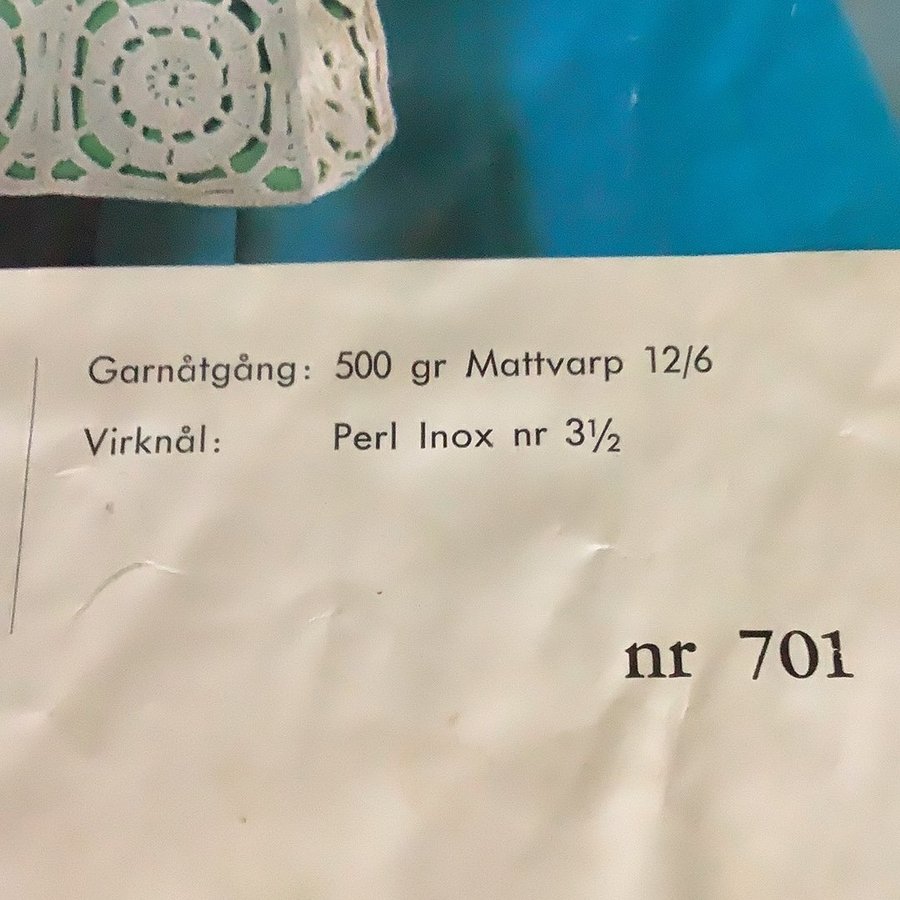 Garnåtgång: 500 gr Mattvarp 12/6
Virknål: Perl Inox nr 3½
nr 701